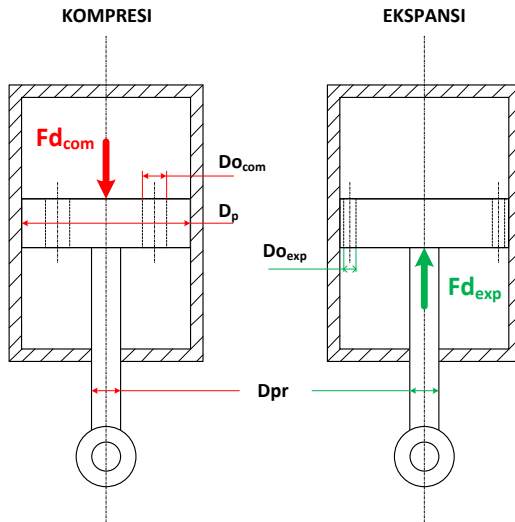 KOMPRESI
EKSPANSI
Fdcom
Docom
Dp
Doexp
Fdexp
Dpr